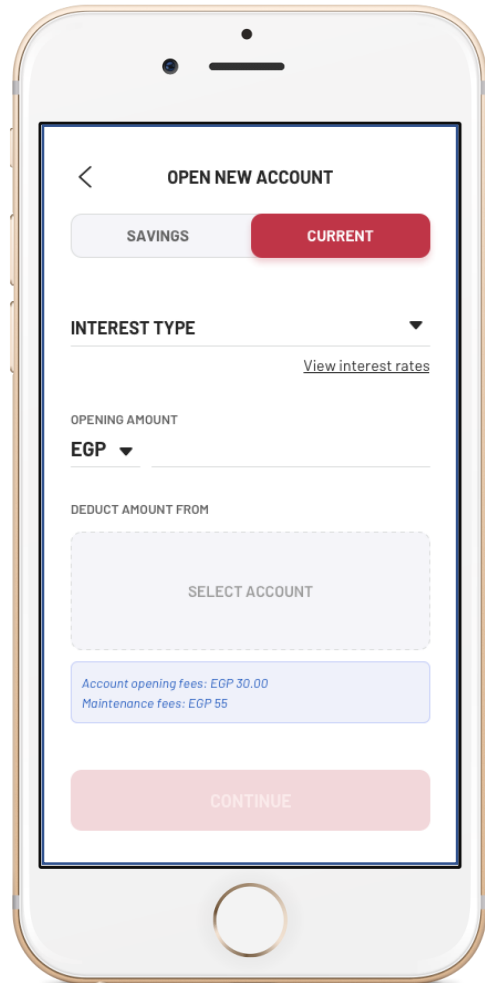 OPEN NEW ACCOUNT
SAVINGS CURRENT
INTEREST TYPE
View interest rates
OPENING AMOUNT
EGP
DEDUCT AMOUNT FROM
SELECT ACCOUNT
Account opening fees: EGP 30.00
Maintenance fees: EGP 55
CONTINUE